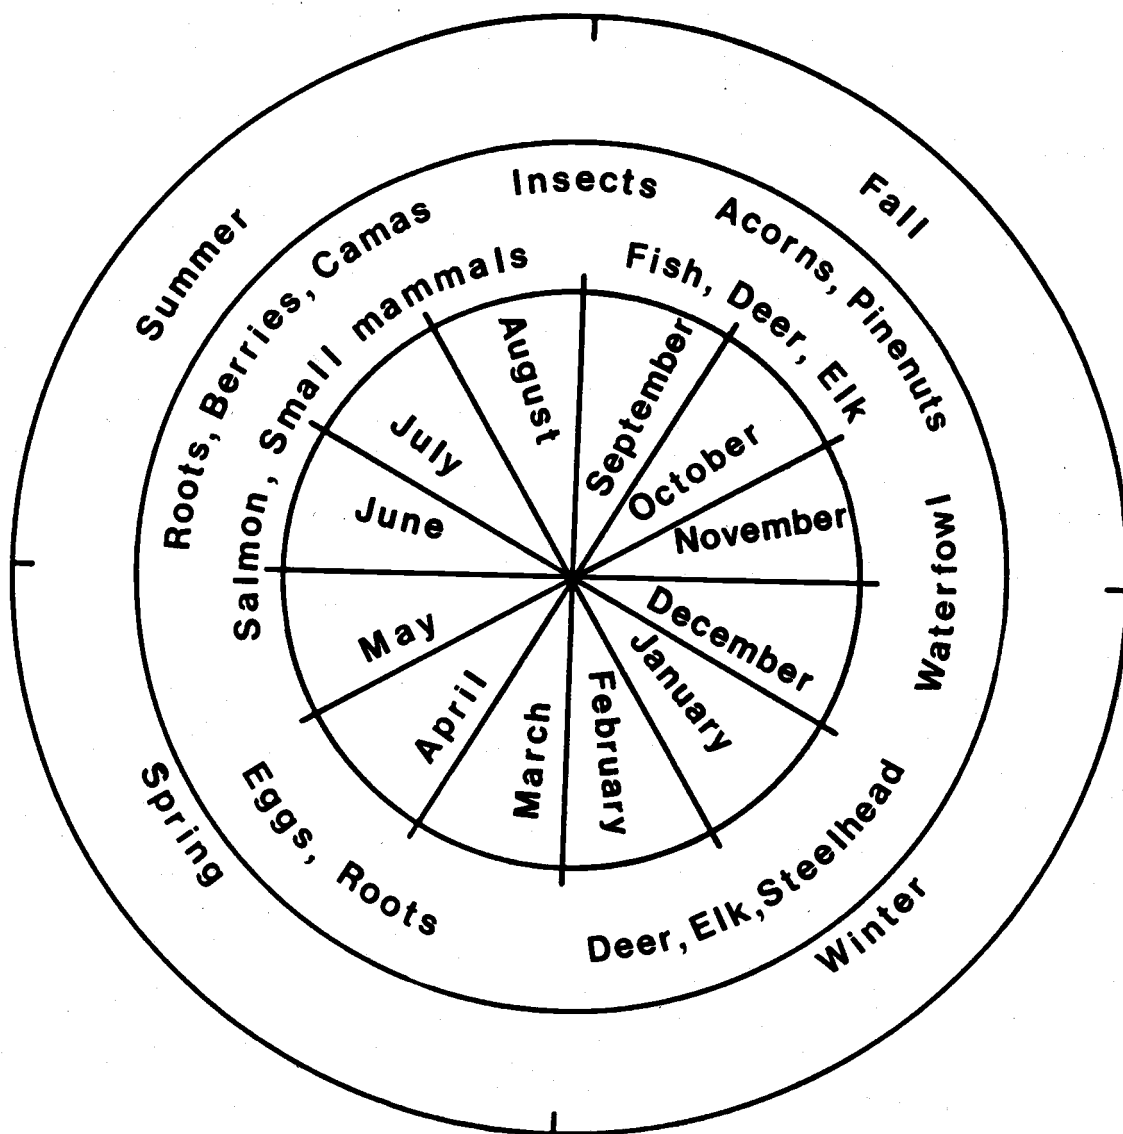 Summer
Fall
Winter
Spring
Insects
Acorns, Pinenuts
Fish, Deer, Elk
Waterfowl
Deer, Elk, Steelhead
Eggs, Roots
Salmon, Small mammals
Roots, Berries, Camas
January
February
March
April
May
June
July
August
September
October
November
December